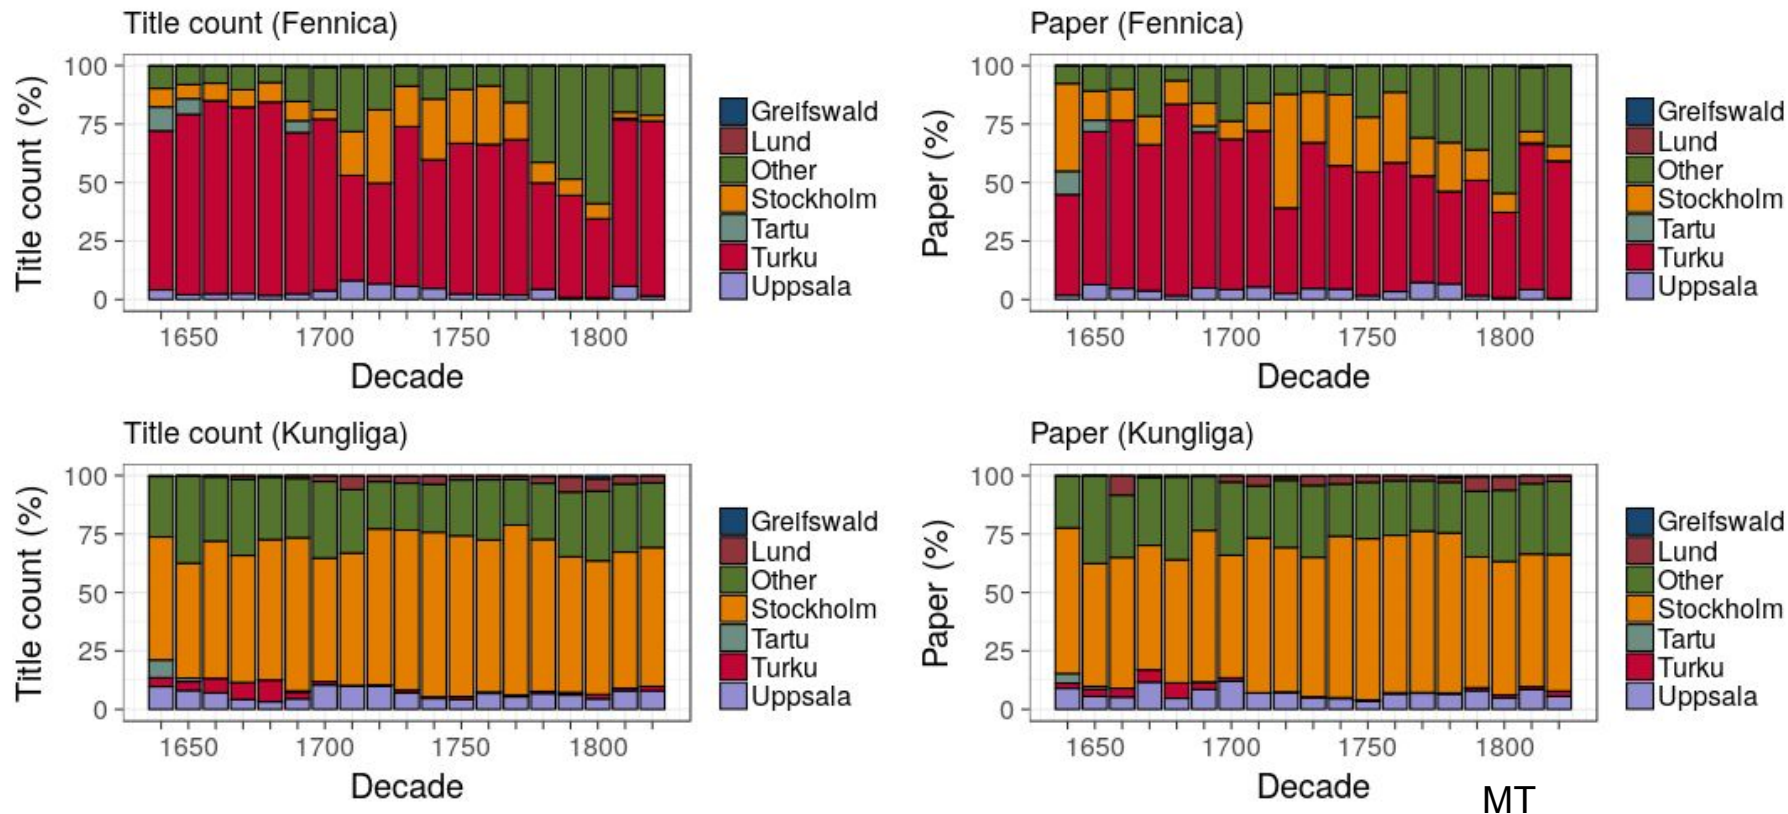 Title count (Fennica)
Title count (%)
100
75
50
25
0
1650 1700 1750 1800
Decade
Greifswald
Lund
Other
Stockholm
Tartu
Turku
Uppsala
Paper (Fennica)
Paper (%)
100
75
50
25
0
1650 1700 1750 1800
Decade
Greifswald
Lund
Other
Stockholm
Tartu
Turku
Uppsala
Title count (Kungliga)
Title count (%)
100
75
50
25
0
1650 1700 1750 1800
Decade
Greifswald
Lund
Other
Stockholm
Tartu
Turku
Uppsala
Paper (Kungliga)
Paper (%)
100
75
50
25
0
1650 1700 1750 1800
Decade
Greifswald
Lund
Other
Stockholm
Tartu
Turku
Uppsala
MT